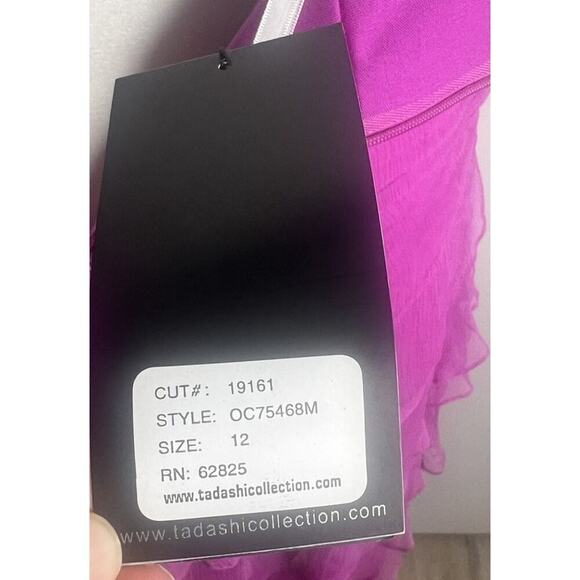 CUT#: 19161
STYLE: OC75468M
SIZE: 12
RN: 62825
www.tadashicollection.com
www.tadashicollection.com